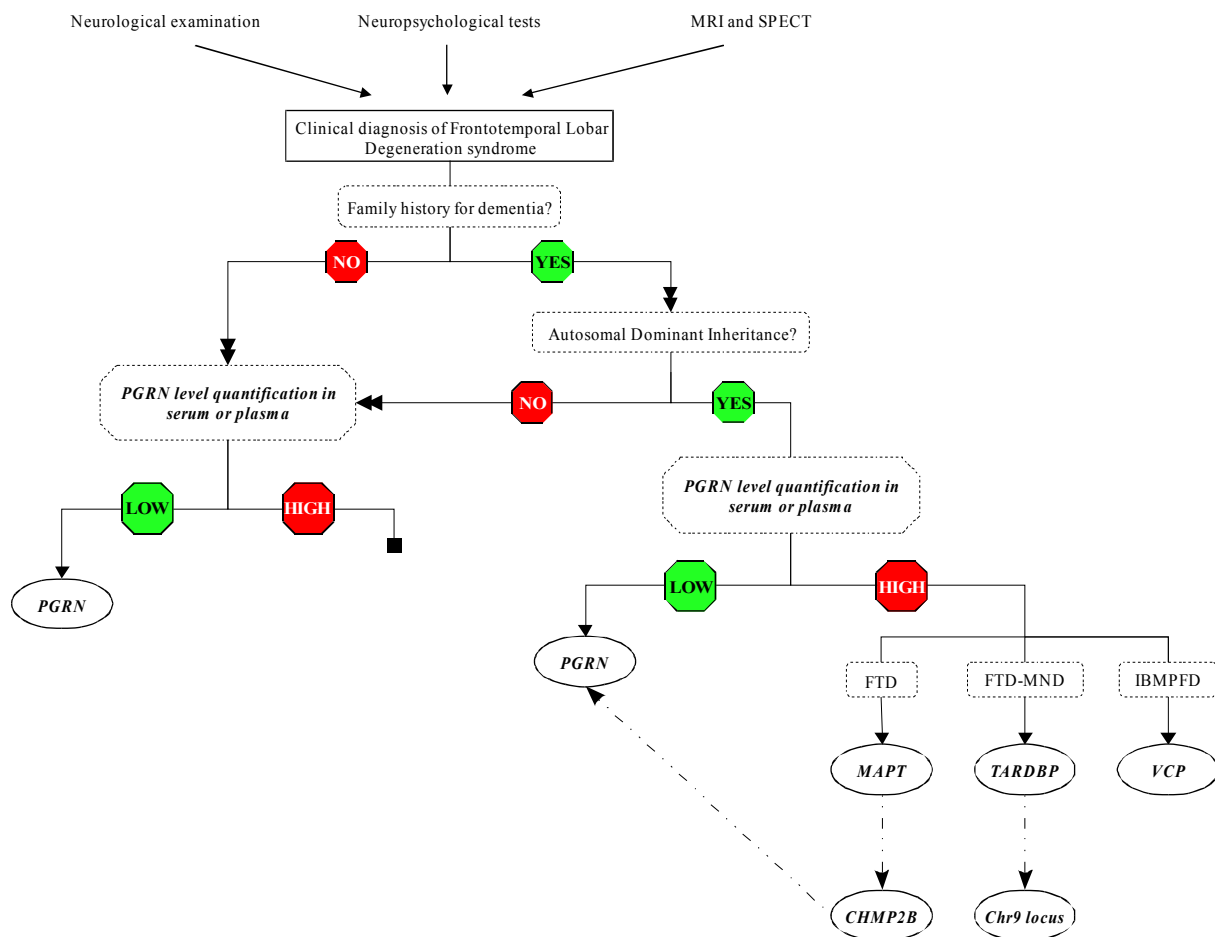 Neurological examination
Neuropsychological tests
MRI and SPECT
Clinical diagnosis of Frontotemporal Lobar
Degeneration syndrome
Family history for dementia?
NO
YES
Autosomal Dominant Inheritance?
PGRN level quantification in
serum or plasma
NO
YES
PGRN level quantification in
serum or plasma
LOW
HIGH
LOW
HIGH
PGRN
PGRN
FTD
FTD-MND
IBMPFD
MAPT
TARDBP
VCP
CHMP2B
Chr9 locus